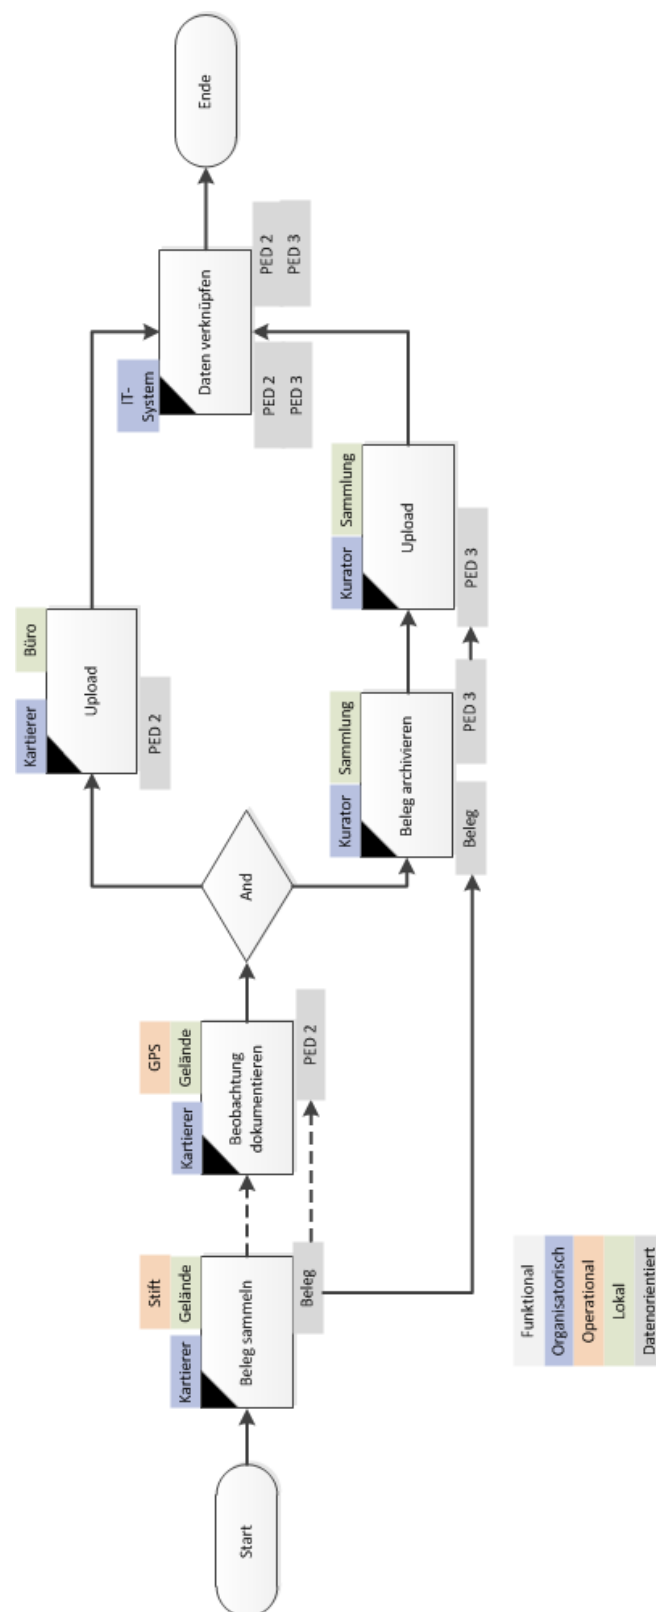 Start
Stift
Kartierer
Gelände
Beleg sammeln
Beleg
GPS
Kartierer
Gelände
Beobachtung
dokumentieren
PED 2
And
Kartierer
Büro
Upload
PED 2
Kurator
Sammlung
Beleg archivieren
Beleg
PED 3
Kurator
Sammlung
Upload
PED 3
IT-
System
Daten verknüpfen
PED 2
PED 3
PED 2
PED 3
Ende
Funktional
Organisatorisch
Operational
Lokal
Datenorientiert